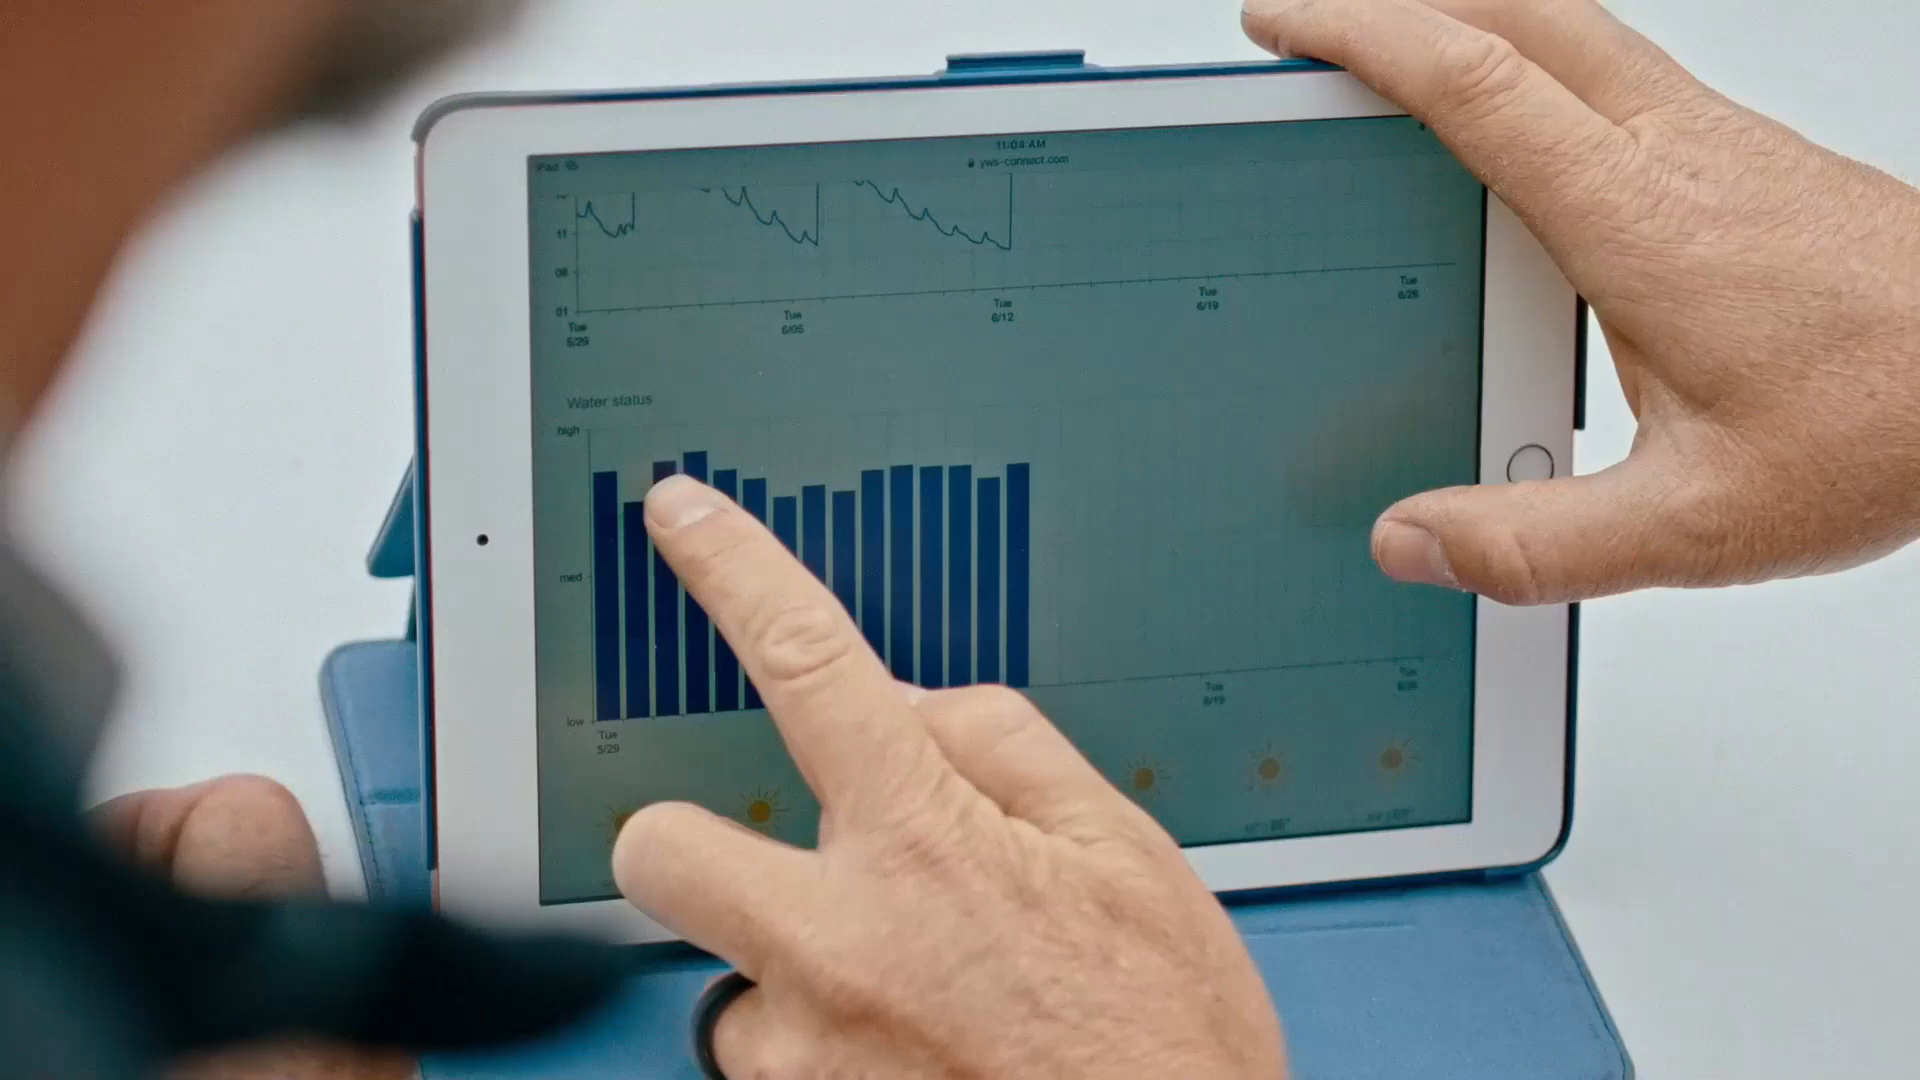 11:04 AM
iPad
yws-connect.com
11
06
01
Tue
5/29
Tue
6/05
Tue
6/12
Tue
6/19
Tue
6/26
Water status
high
med
low
Tue
5/29
Tue
6/19
Tue
6/26